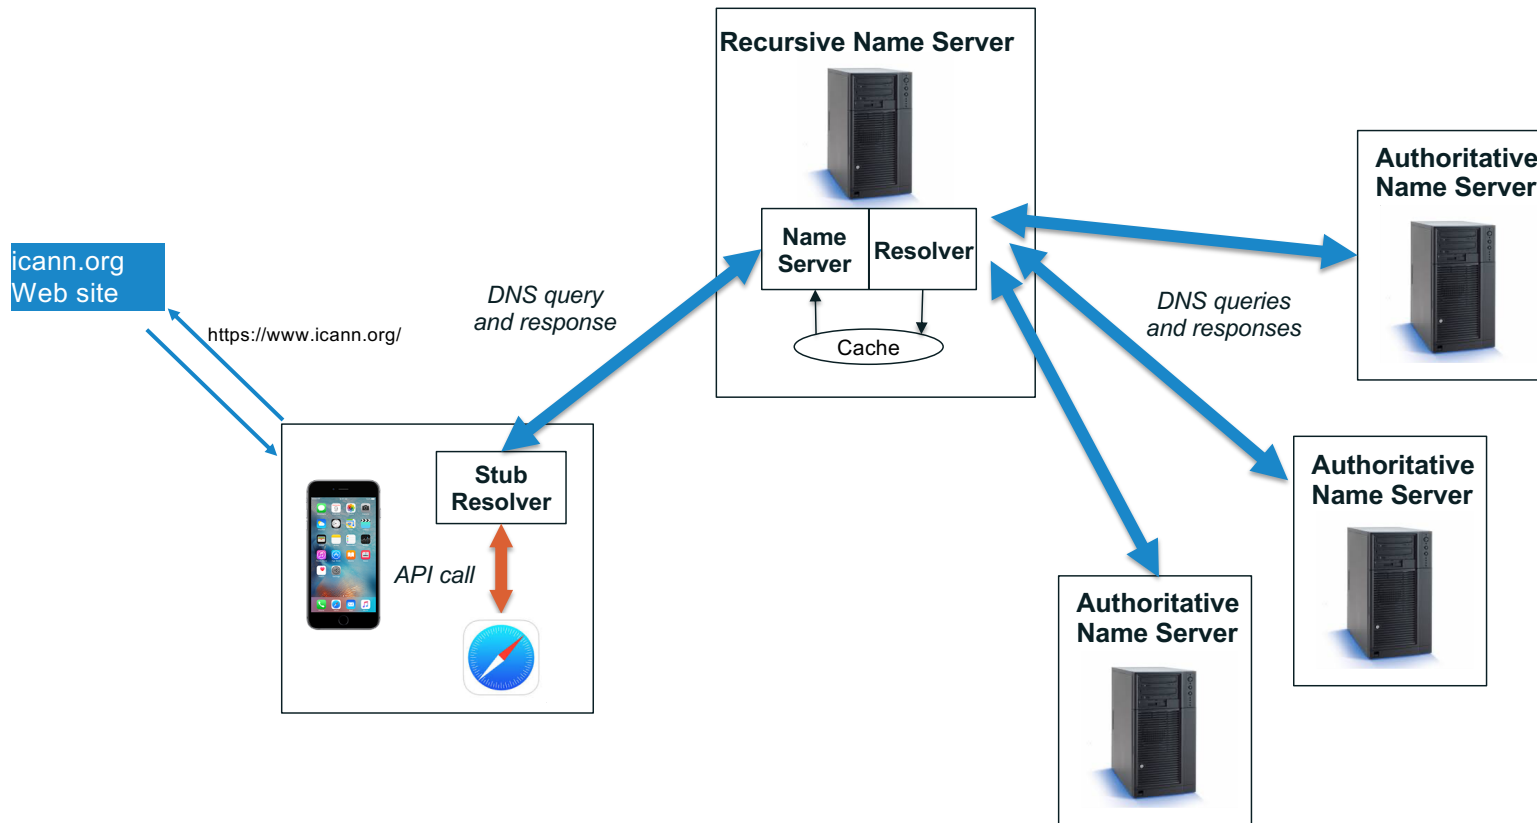 Recursive Name Server
Name
Server
Resolver
Cache
icann.org
Web site
https://www.icann.org/
DNS query
and response
DNS queries
and responses
Authoritative
Name Server
Stub
Resolver
API call
Authoritative
Name Server
Authoritative
Name Server